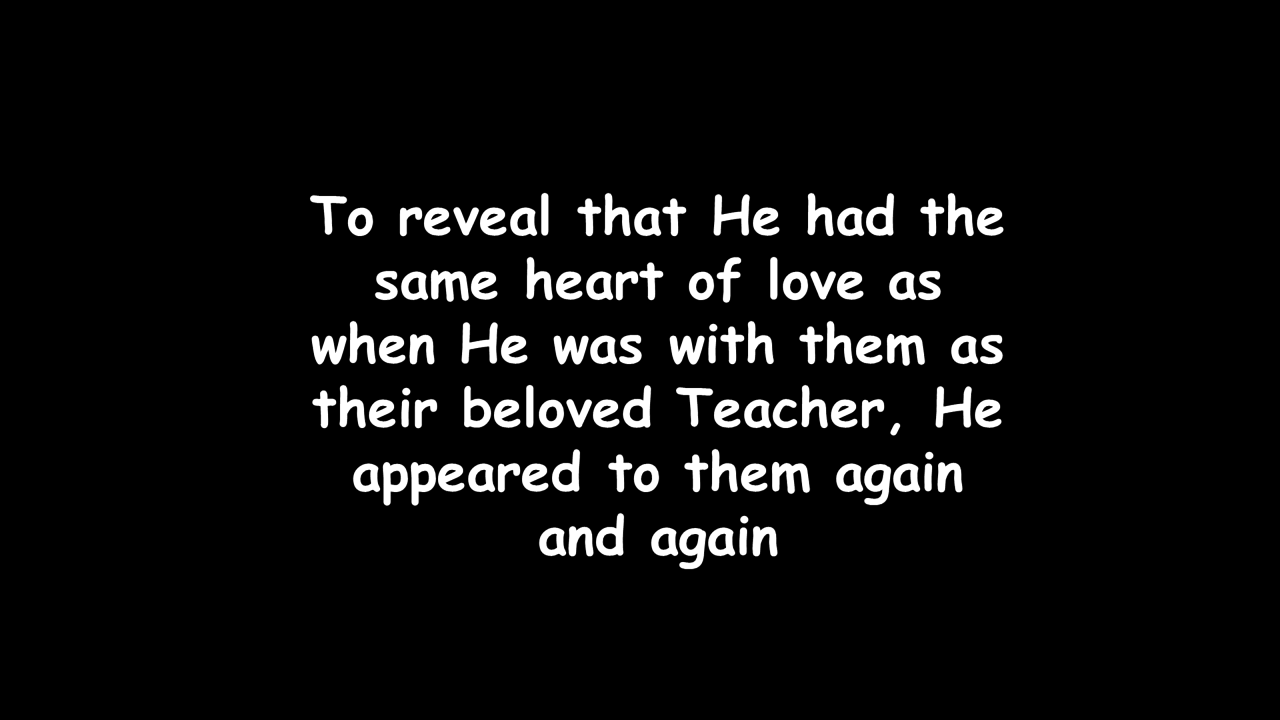 To reveal that He had the
same heart of love as
when He was with them as
their beloved Teacher, He
appeared to them again
and again